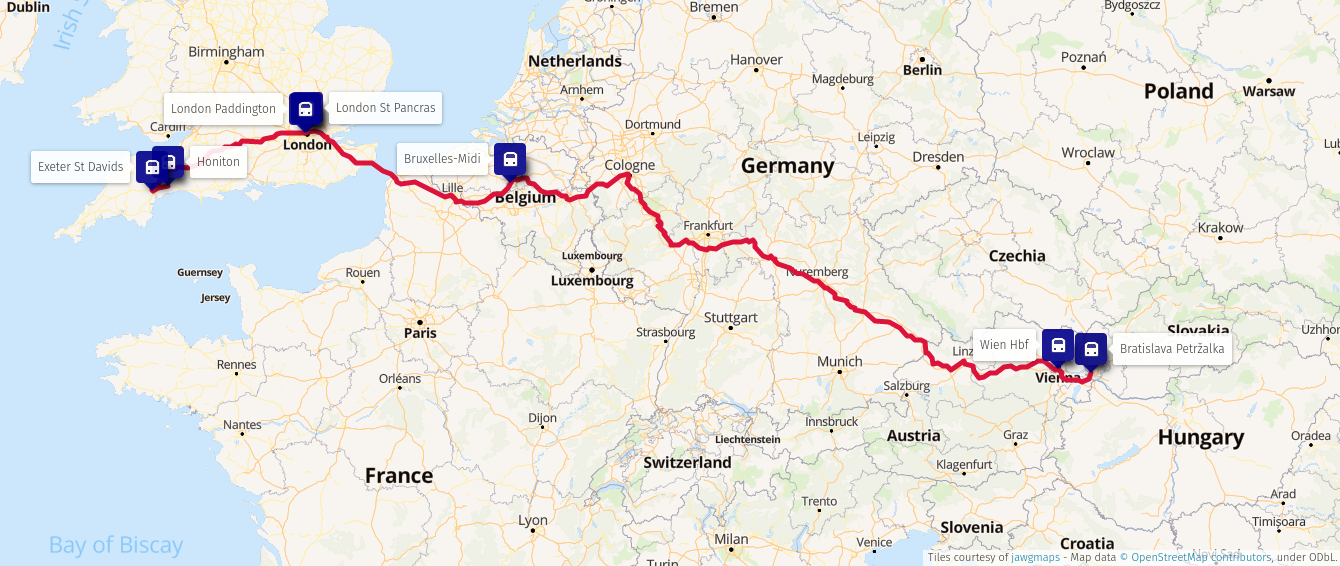 Dublin
Irish S
Groningen
Bremen
Bydgoszcz
Birmingham
Netherlands
Hanover
Berlin
Poznań
Arnhem
Magdeburg
Poland
Warsaw
London Paddington
London St Pancras
Cardiff
London
Dortmund
Leipzig
Dresden
Wrocław
Lu
Exeter St Davids
Honiton
Bruxelles-Midi
Lille
Belgium
Cologne
Germany
Frankfurt
Krakow
Guernsey
Jersey
Rouen
Luxembourg
Luxembourg
Nuremberg
Czechia
Paris
Strasbourg
Stuttgart
Slovakia
Uzhhor
Rennes
Orléans
Munich
Linz
Wien Hbf
Bratislava Petržalka
Vienna
Salzburg
Nantes
Dijon
Innsbruck
Liechtenstein
Austria
Graz
Hungary
Oradea
France
Switzerland
Klagenfurt
Lyon
Trento
Arad
Timișoara
Bay of Biscay
Turin
Milan
Venice
Slovenia
Croatia
Novi Sad
Tiles courtesy of jawgmaps - Map data © OpenStreetMap contributors, under ODbL.